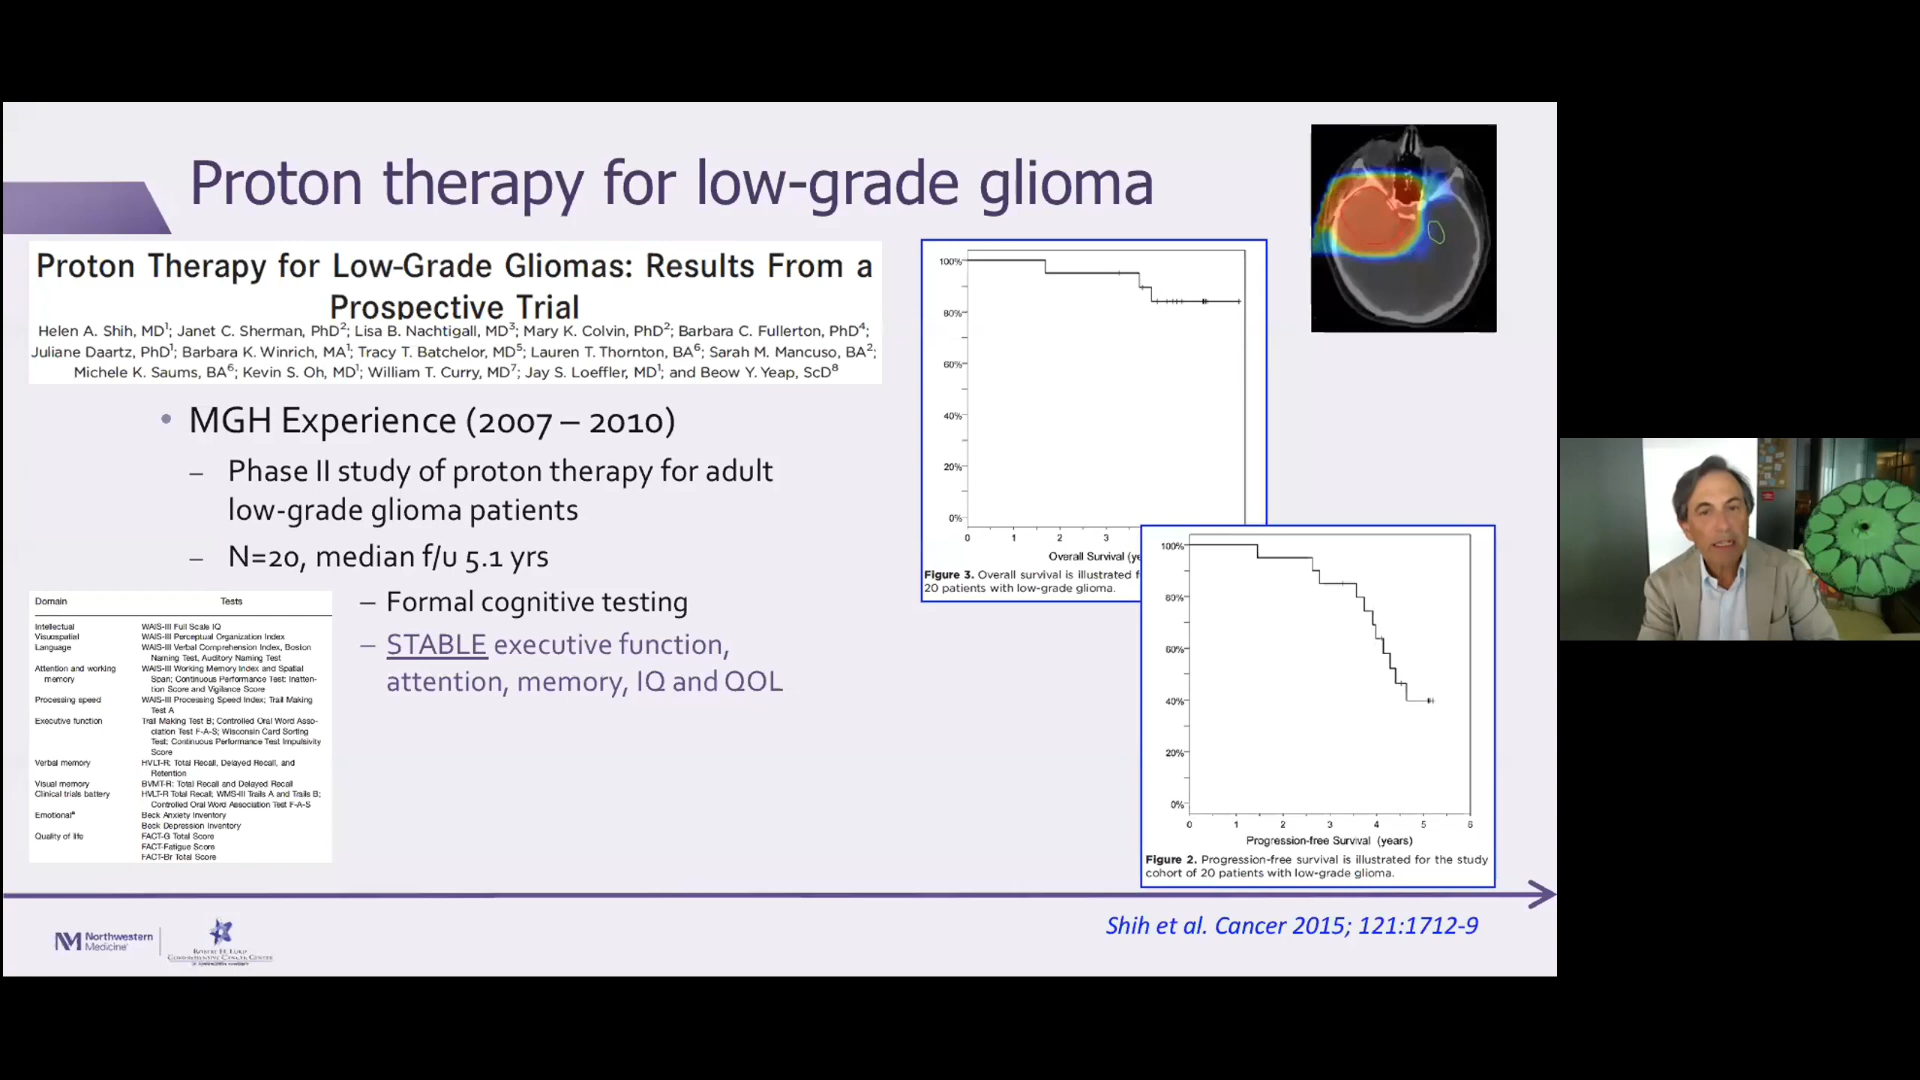 Proton therapy for low-grade glioma
Proton Therapy for Low-Grade Gliomas: Results From a
Prospective Trial
Helen A. Shih, MD1; Janet C. Sherman, PhD2; Lisa B. Nachtigall, MD3; Mary K. Colvin, PhD2; Barbara C. Fullerton, PhD4;
Juliane Daartz, PhD1; Barbara K. Winrich, MA1; Tracy T. Batchelor, MD5; Lauren T. Thornton, BA6; Sarah M. Mancuso, BA2;
Michele K. Saums, BA6; Kevin S. Oh, MD1; William T. Curry, MD7; Jay S. Loeffler, MD1; and Beow Y. Yeap, ScD8
• MGH Experience (2007 – 2010)
– Phase II study of proton therapy for adult
low-grade glioma patients
– N=20, median f/u 5.1 yrs
– Formal cognitive testing
– STABLE executive function,
attention, memory, IQ and QOL
Domain Tests
Intellectual WAIS-III Full Scale IQ
Visuospatial WAIS-III Perceptual Organization Index
Language WAIS-III Verbal Comprehension Index, Boston
Naming Test, Auditory Naming Test
Attention and working WAIS-III Working Memory Index and Spatial
memory Span; Continuous Performance Test: Inatten-
tion Score and Vigilance Score
Processing speed WAIS-III Processing Speed Index; Trail Making
Test A
Executive function Trail Making Test B; Controlled Oral Word Asso-
ciation Test F-A-S; Wisconsin Card Sorting
Test; Continuous Performance Test Impulsivity
Score
Verbal memory HVLT-R: Total Recall, Delayed Recall, and
Retention
Visual memory BVMT-R: Total Recall and Delayed Recall
Clinical trials battery HVLT-R Total Recall; WMS-III Trails A and Trails B;
Controlled Oral Word Association Test F-A-S
Emotionala Beck Anxiety Inventory
Beck Depression Inventory
Quality of life FACT-G Total Score
FACT-Fatigue Score
FACT-Br Total Score
100%
80%
60%
40%
20%
0%
0 1 2 3
Overall Survival (ye
Figure 3. Overall survival is illustrated f
20 patients with low-grade glioma.
100%
80%
60%
40%
20%
0%
0 1 2 3 4 5 6
Progression-free Survival (years)
Figure 2. Progression-free survival is illustrated for the study
cohort of 20 patients with low-grade glioma.
Shih et al. Cancer 2015; 121:1712-9
NM Northwestern
Medicine
Robert H. Lurie
Comprehensive Cancer Center